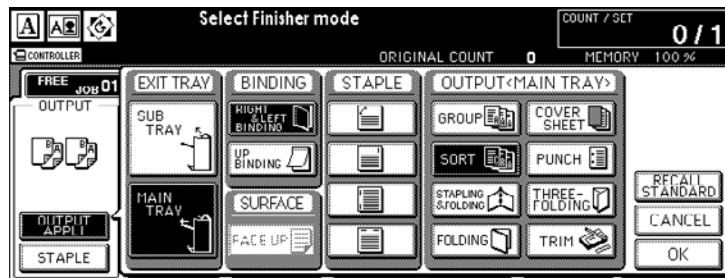 Select Finisher mode
COUNT / SET
0 / 1
CONTROLLER
ORIGINAL COUNT 0 MEMORY 100 %
FREE JOB 01
OUTPUT
OUTPUT
APPLI
STAPLE
EXIT TRAY
SUB
TRAY
MAIN
TRAY
BINDING
RIGHT
&LEFT
BINDING
UP
BINDING
SURFACE
FACE UP
STAPLE
OUTPUT<MAIN TRAY>
GROUP
COVER
SHEET
SORT
PUNCH
STAPLING
&FOLDING
THREE-
FOLDING
FOLDING
TRIM
RECALL
STANDARD
CANCEL
OK